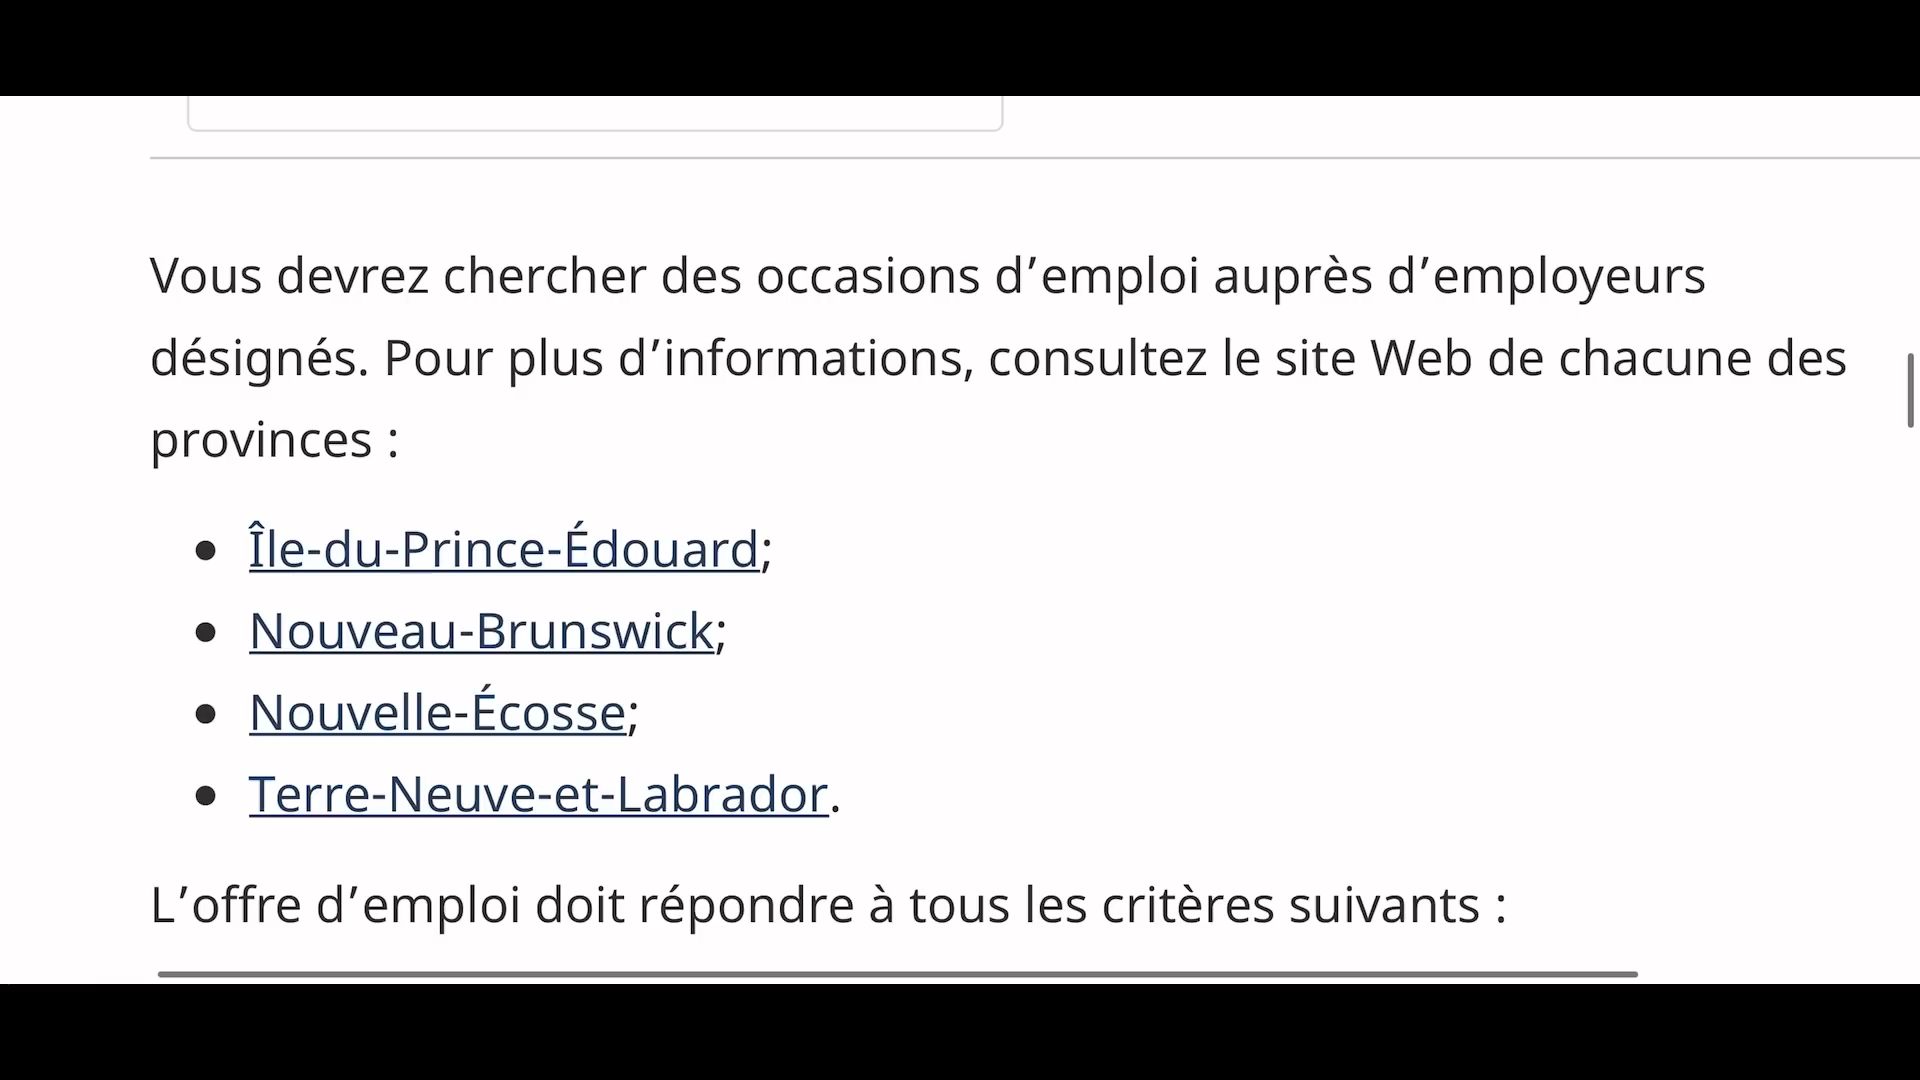 Vous devrez chercher des occasions d’emploi auprès d’employeurs
désignés. Pour plus d’informations, consultez le site Web de chacune des
provinces :
• Île-du-Prince-Édouard;
• Nouveau-Brunswick;
• Nouvelle-Écosse;
• Terre-Neuve-et-Labrador.
L’offre d’emploi doit répondre à tous les critères suivants :